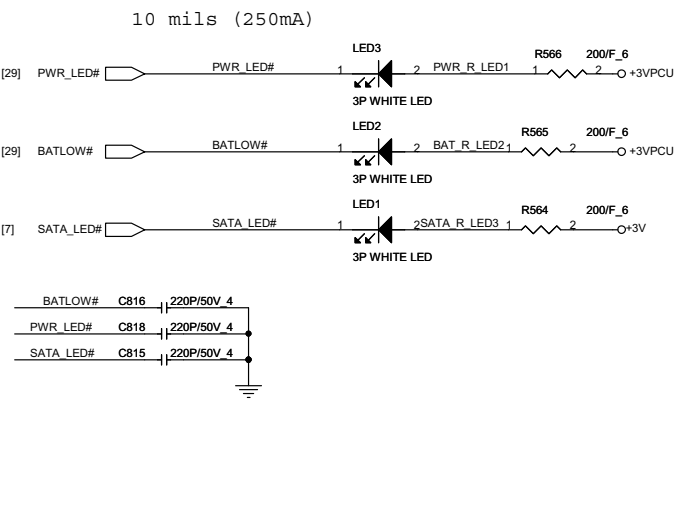 10 mils (250mA)
LED3
R566 200/F_6
[29] PWR_LED# PWR_LED# 1 2 PWR_R_LED1 1 2 +3VPCU
3P WHITE LED
LED2
R565 200/F_6
[29] BATLOW# BATLOW# 1 2 BAT_R_LED2 1 2 +3VPCU
3P WHITE LED
LED1
R564 200/F_6
[7] SATA_LED# SATA_LED# 1 2 SATA_R_LED3 1 2 +3V
3P WHITE LED
BATLOW# C816 220P/50V_4
PWR_LED# C818 220P/50V_4
SATA_LED# C815 220P/50V_4